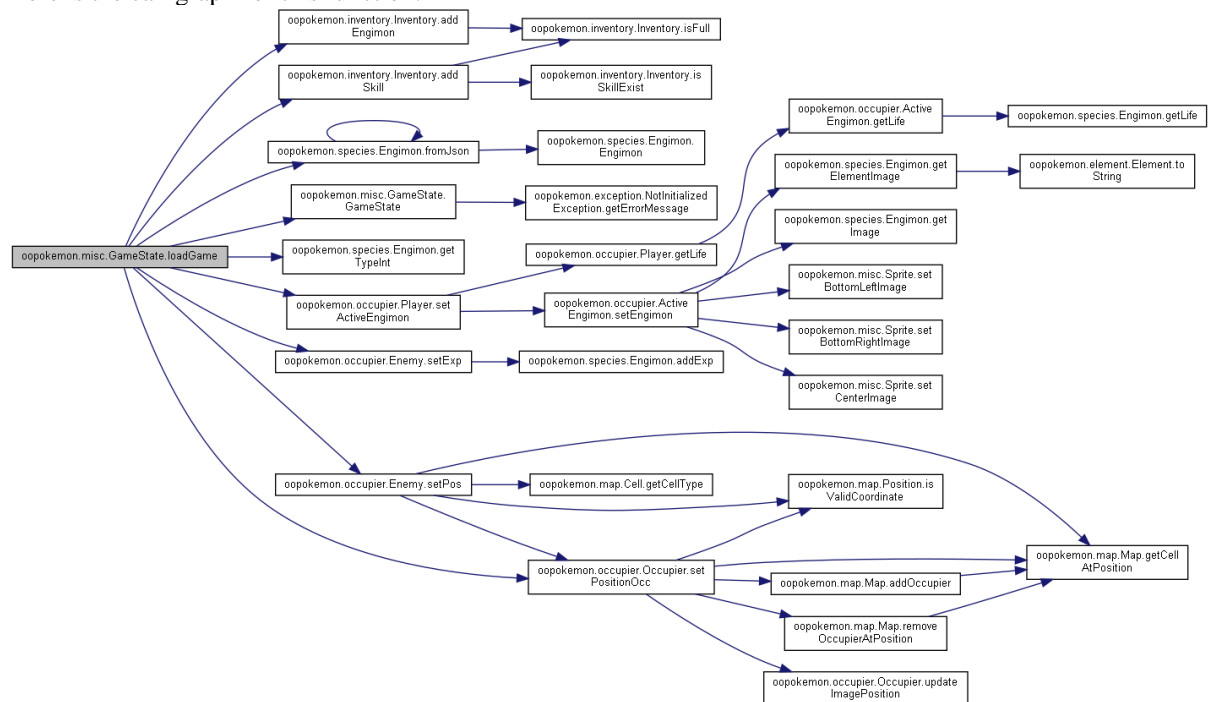 oopokemon.inventory.Inventory.add
Engimon
oopokemon.inventory.Inventory.isFull
oopokemon.inventory.Inventory.add
Skill
oopokemon.inventory.Inventory.is
SkillExist
oopokemon.occupier.Active
Engimon.getLife
oopokemon.species.Engimon.getLife
oopokemon.species.Engimon.fromJson
oopokemon.species.Engimon.
Engimon
oopokemon.species.Engimon.get
ElementImage
oopokemon.element.Element.to
String
oopokemon.misc.GameState.
GameState
oopokemon.exception.NotInitialized
Exception.getErrorMessage
oopokemon.species.Engimon.get
Image
oopokemon.misc.GameState.loadGame
oopokemon.species.Engimon.get
TypeInt
oopokemon.occupier.Player.getLife
oopokemon.misc.Sprite.set
BottomLeftImage
oopokemon.occupier.Player.set
ActiveEngimon
oopokemon.occupier.Active
Engimon.setEngimon
oopokemon.misc.Sprite.set
BottomRightImage
oopokemon.occupier.Enemy.setExp
oopokemon.species.Engimon.addExp
oopokemon.misc.Sprite.set
CenterImage
oopokemon.occupier.Enemy.setPos
oopokemon.map.Cell.getCellType
oopokemon.map.Position.is
ValidCoordinate
oopokemon.occupier.Occupier.set
PositionOcc
oopokemon.map.Map.addOccupier
oopokemon.map.Map.getCell
AtPosition
oopokemon.map.Map.remove
OccupierAtPosition
oopokemon.occupier.Occupier.update
ImagePosition